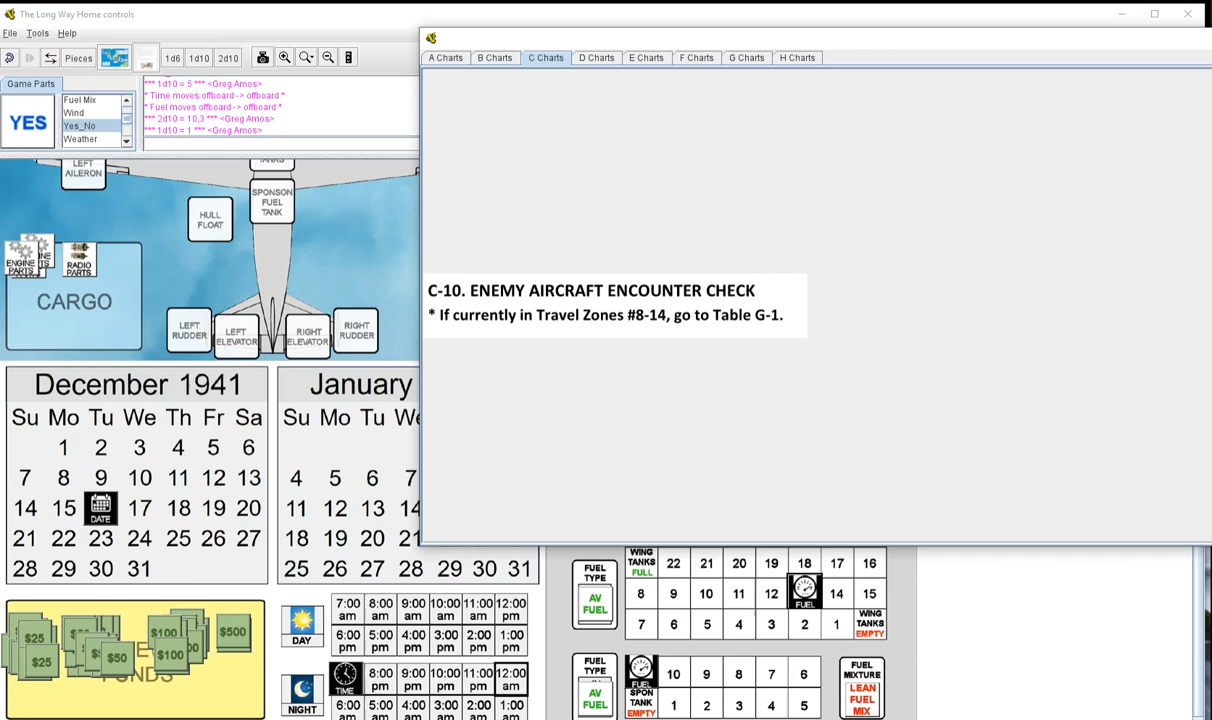 The Long Way Home controls
File Tools Help
Pieces 1d6 1d10 2d10
Game Parts
YES
Fuel Mix
Wind
Yes_No
Weather
*** 1d10 = 5 *** <Greg Amos>
* Time moves offboard -> offboard *
* Fuel moves offboard -> offboard *
*** 2d10 = 10,3 *** <Greg Amos>
*** 1d10 = 1 *** <Greg Amos>
A Charts B Charts C Charts D Charts E Charts F Charts G Charts H Charts
C-10. ENEMY AIRCRAFT ENCOUNTER CHECK
* If currently in Travel Zones #8-14, go to Table G-1.
LEFT
AILERON
TANKS
SPONSON
FUEL
TANK
HULL
FLOAT
ENGINE
PARTS
RADIO
PARTS
CARGO
LEFT
RUDDER
LEFT
ELEVATOR
RIGHT
ELEVATOR
RIGHT
RUDDER
December 1941
Su Mo Tu We Th Fr Sa
1 2 3 4 5 6
7 8 9 10 11 12 13
14 15 DATE 17 18 19 20
21 22 23 24 25 26 27
28 29 30 31
January
Su Mo Tu We
4 5 6 7
11 12 13 14
18 19 20 21
25 26 27 28 29 30 31
$25
$25
$50
$100
$100
$500
DAY
7:00 am 8:00 am 9:00 am 10:00 am 11:00 am 12:00 pm
6:00 pm 5:00 pm 4:00 pm 3:00 pm 2:00 pm 1:00 pm
NIGHT
TIME 8:00 pm 9:00 pm 10:00 pm 11:00 pm 12:00 am
6:00 am 5:00 am 4:00 am 3:00 am 2:00 am 1:00 am
FUEL
TYPE
AV
FUEL
WING TANKS FULL 22 21 20 19 18 17 16
8 9 10 11 12 FUEL 14 15
7 6 5 4 3 2 1 WING TANKS EMPTY
FUEL
TYPE
AV
FUEL
FUEL 10 9 8 7 6
SPON TANK EMPTY 1 2 3 4 5
FUEL
MIXTURE
LEAN
FUEL
MIX